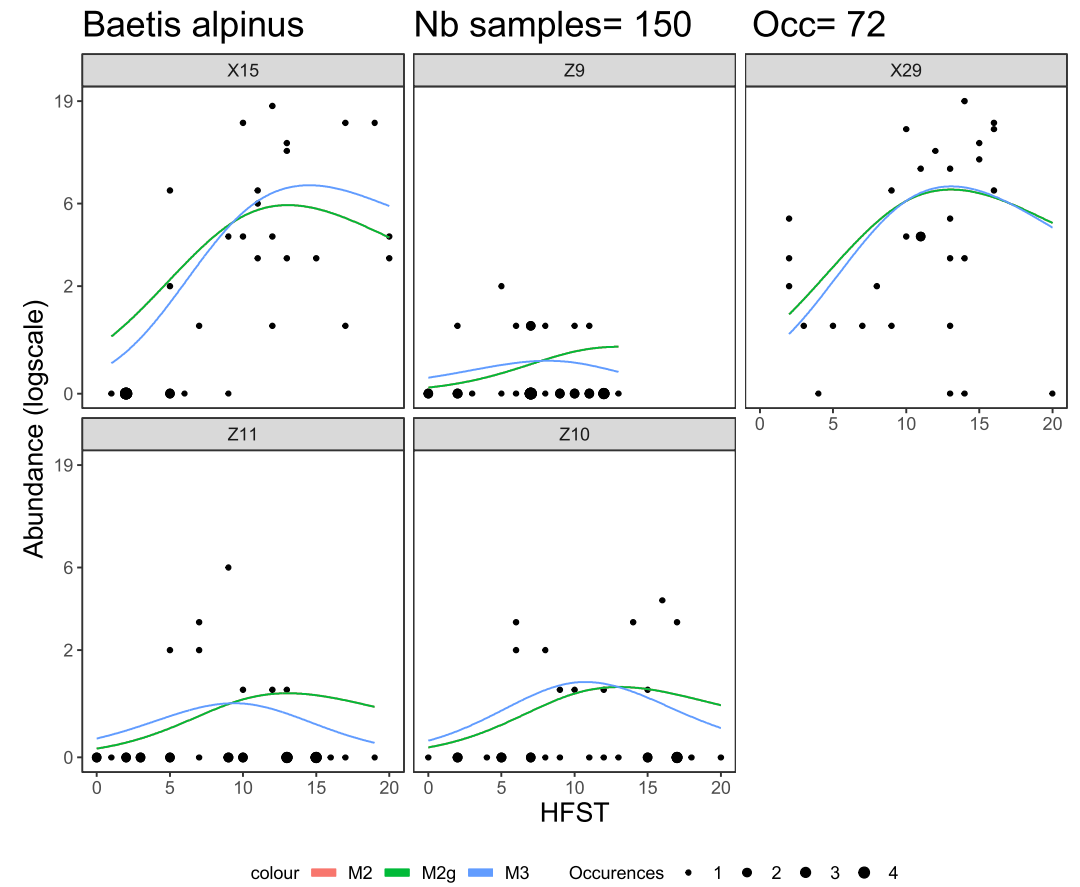 Baetis alpinus Nb samples= 150 Occ= 72
X15 Z9 X29
19
6
2
0
0 5 10 15 20
Z11 Z10
19
6
2
0
0 5 10 15 20 0 5 10 15 20
Abundance (logscale)
HFST
colour M2 M2g M3 Occurences 1 2 3 4